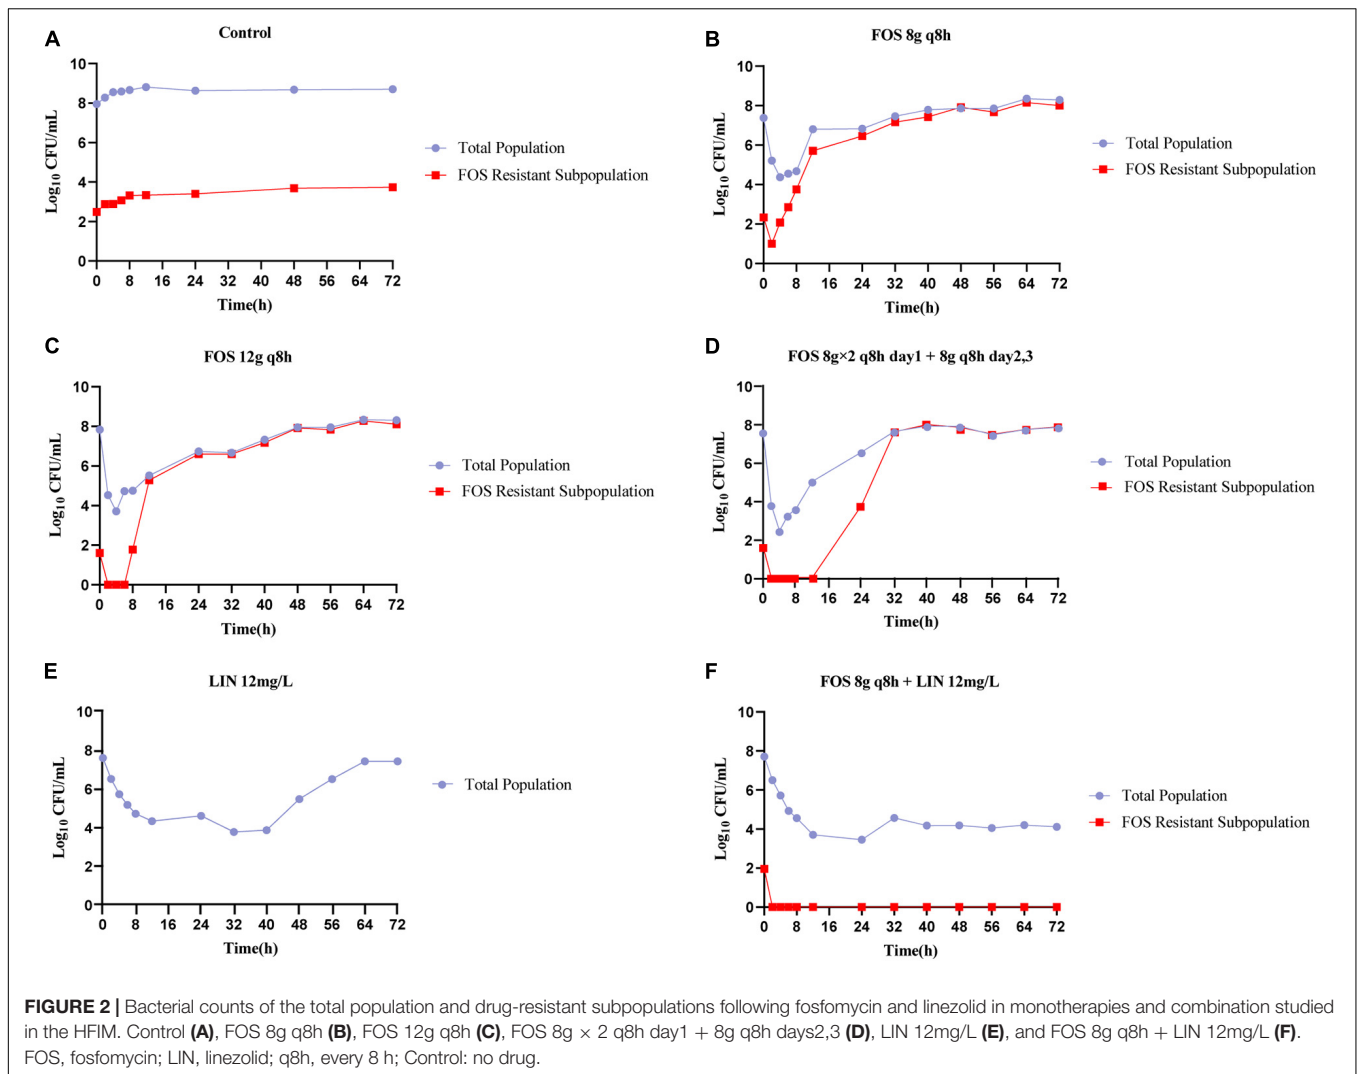 A
Control
Log10 CFU/mL
10
8
6
4
2
0
0 8 16 24 32 40 48 56 64 72
Time(h)
Total Population
FOS Resistant Subpopulation
B
FOS 8g q8h
Log10 CFU/mL
10
8
6
4
2
0
0 8 16 24 32 40 48 56 64 72
Time(h)
Total Population
FOS Resistant Subpopulation
C
FOS 12g q8h
Log10 CFU/mL
10
8
6
4
2
0
0 8 16 24 32 40 48 56 64 72
Time(h)
Total Population
FOS Resistant Subpopulation
D
FOS 8g×2 q8h day1 + 8g q8h day2,3
Log10 CFU/mL
10
8
6
4
2
0
0 8 16 24 32 40 48 56 64 72
Time(h)
Total Population
FOS Resistant Subpopulation
E
LIN 12mg/L
Log10 CFU/mL
10
8
6
4
2
0
0 8 16 24 32 40 48 56 64 72
Time(h)
Total Population
F
FOS 8g q8h + LIN 12mg/L
Log10 CFU/mL
10
8
6
4
2
0
0 8 16 24 32 40 48 56 64 72
Time(h)
Total Population
FOS Resistant Subpopulation
FIGURE 2 | Bacterial counts of the total population and drug-resistant subpopulations following fosfomycin and linezolid in monotherapies and combination studied
in the HFIM. Control (A), FOS 8g q8h (B), FOS 12g q8h (C), FOS 8g × 2 q8h day1 + 8g q8h days2,3 (D), LIN 12mg/L (E), and FOS 8g q8h + LIN 12mg/L (F).
FOS, fosfomycin; LIN, linezolid; q8h, every 8 h; Control: no drug.